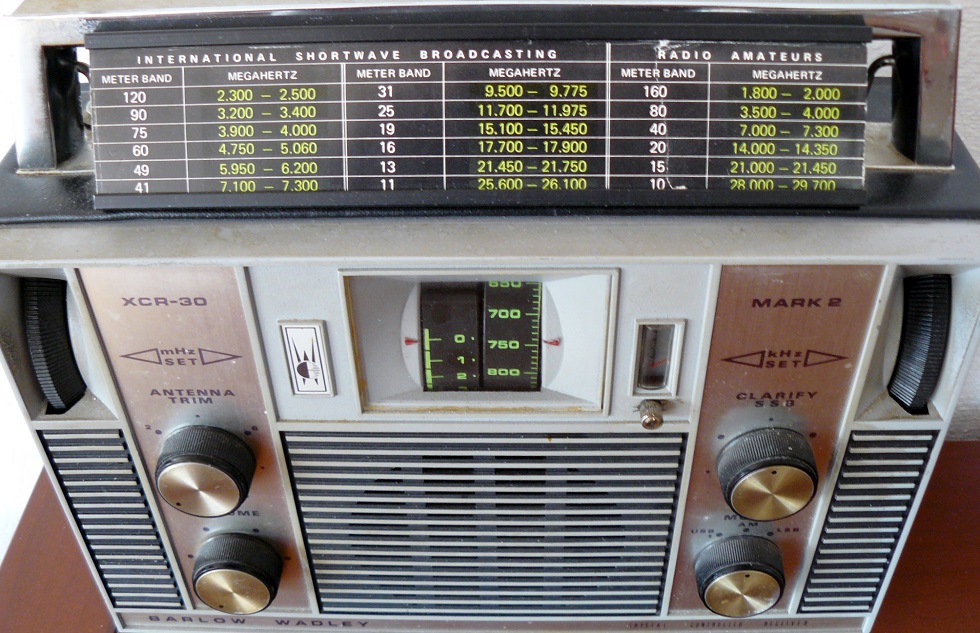 INTERNATIONAL SHORTWAVE BROADCASTING RADIO AMATEURS
METER BAND MEGAHERTZ METER BAND MEGAHERTZ METER BAND MEGAHERTZ
120 2.300 — 2.500 31 9.500 — 9.775 160 1.800 — 2.000
90 3.200 — 3.400 25 11.700 — 11.975 80 3.500 — 4.000
75 3.900 — 4.000 19 15.100 — 15.450 40 7.000 — 7.300
60 4.750 — 5.060 16 17.700 — 17.900 20 14.000 — 14.350
49 5.950 — 6.200 13 21.450 — 21.750 15 21.000 — 21.450
41 7.100 — 7.300 11 25.600 — 26.100 10 28.000 — 29.700
XCR-30
mHz
SET
ANTENNA
TRIM
2
650
700
750
800
0
1
2
MARK 2
kHz
SET
CLARIFY
SSB
AM
USB LSB
BARLOW WADLEY
CRYSTAL CONTROLLED RECEIVER